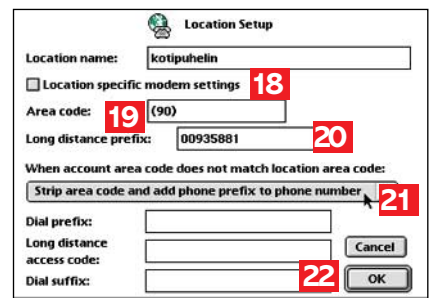 Location Setup
Location name: kotipuhelin
Location specific modem settings 18
Area code: 19 (90)
Long distance prefix: 00935881 20
When account area code does not match location area code:
Strip area code and add phone prefix to phone number 21
Dial prefix:
Long distance access code:
Cancel
Dial suffix:
22 OK